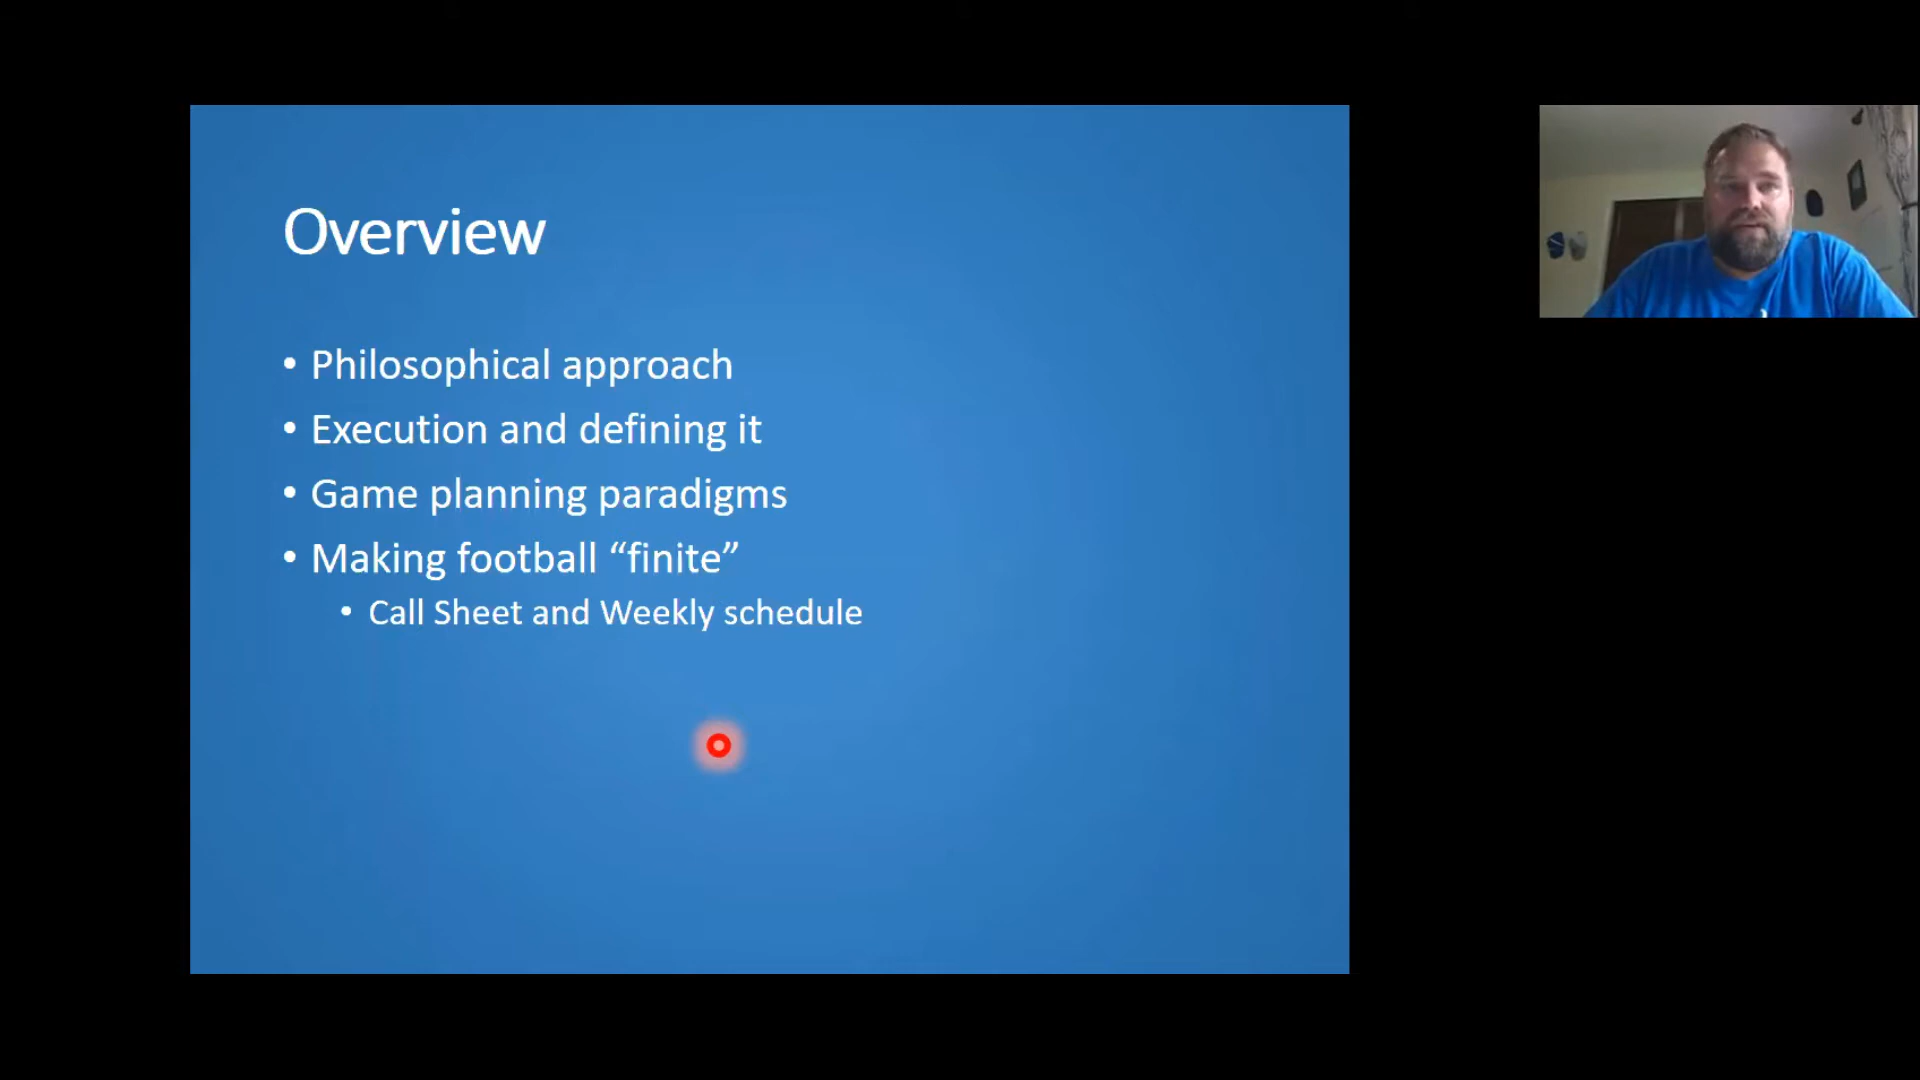 Overview
• Philosophical approach
• Execution and defining it
• Game planning paradigms
• Making football “finite”
• Call Sheet and Weekly schedule